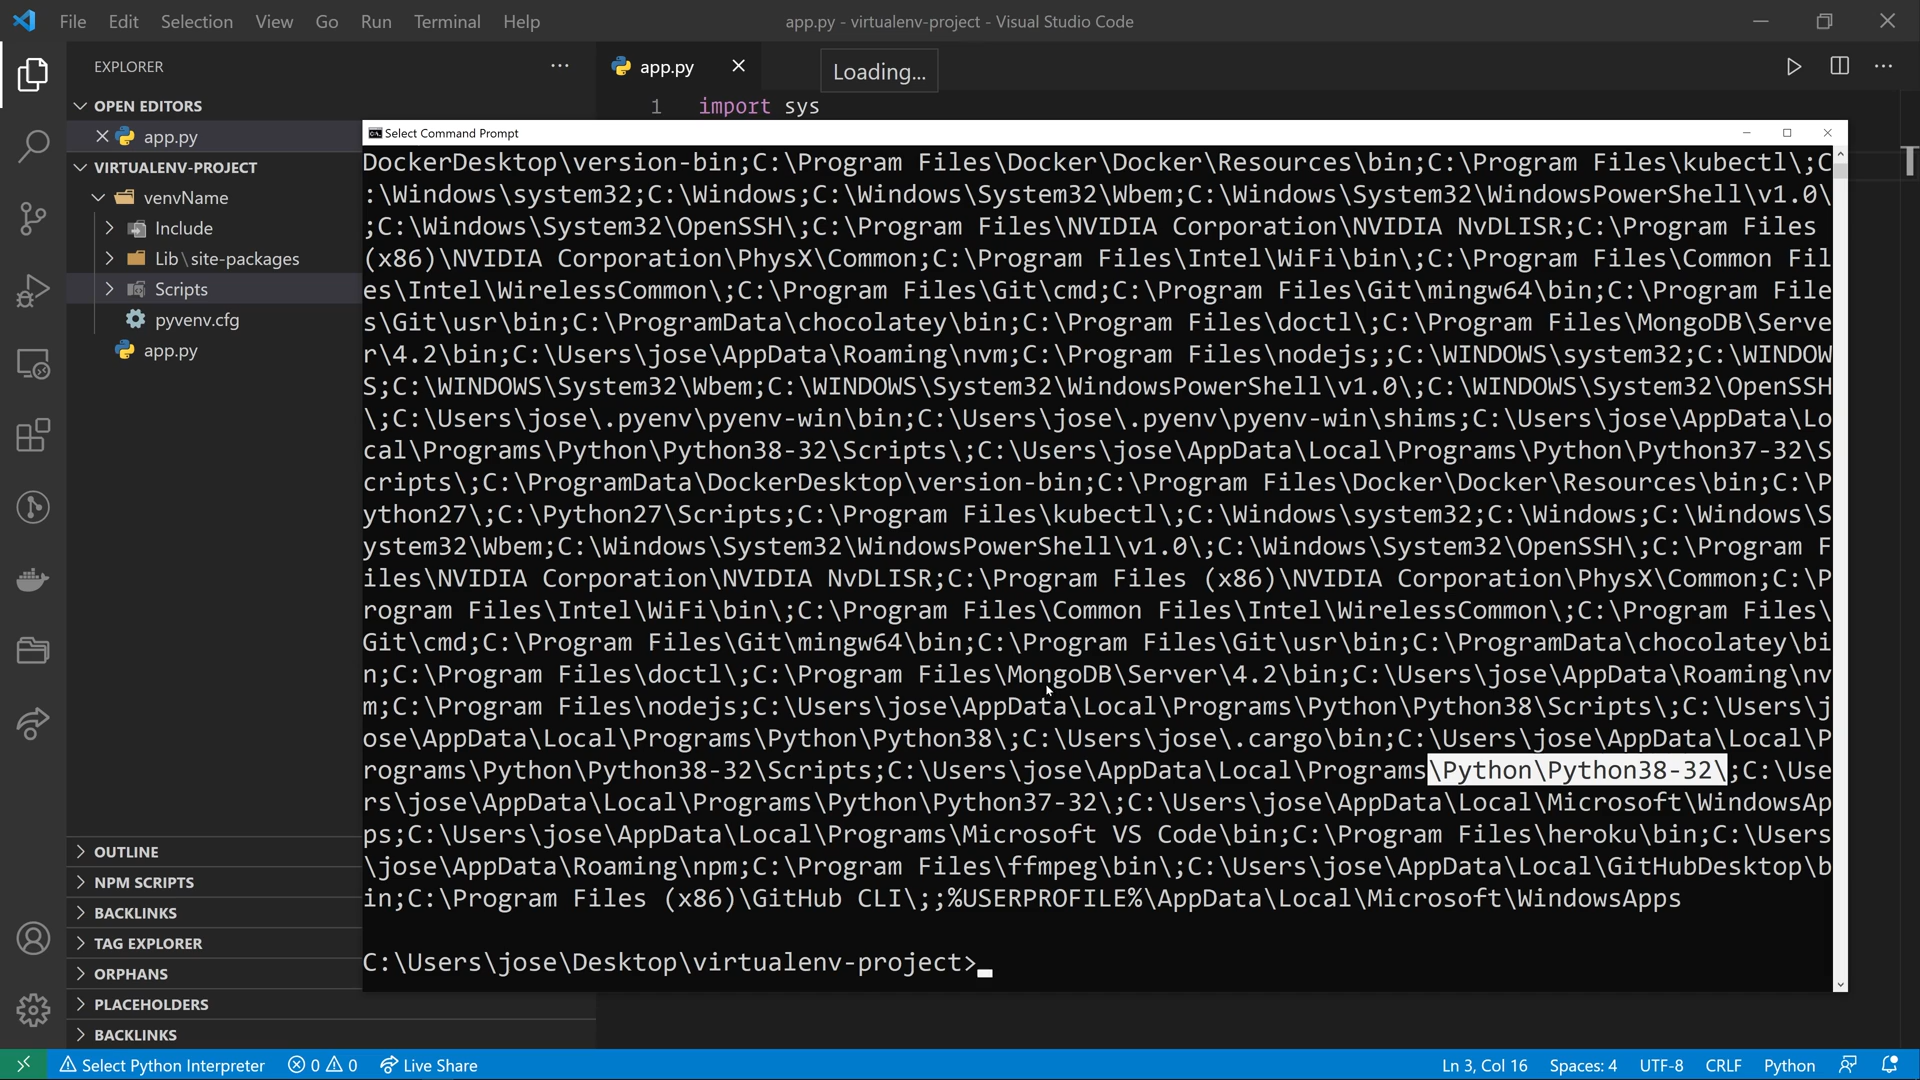 File Edit Selection View Go Run Terminal Help
app.py - virtualenv-project - Visual Studio Code
EXPLORER
app.py
Loading...
OPEN EDITORS
1 import sys
app.py
VIRTUALENV-PROJECT
venvName
Include
Lib\site-packages
Scripts
pyvenv.cfg
app.py
Select Command Prompt
DockerDesktop\version-bin;C:\Program Files\Docker\Docker\Resources\bin;C:\Program Files\kubectl\;C
:\Windows\system32;C:\Windows;C:\Windows\System32\Wbem;C:\Windows\System32\WindowsPowerShell\v1.0\
;C:\Windows\System32\OpenSSH\;C:\Program Files\NVIDIA Corporation\NVIDIA NvDLISR;C:\Program Files
(x86)\NVIDIA Corporation\PhysX\Common;C:\Program Files\Intel\WiFi\bin\;C:\Program Files\Common Fil
es\Intel\WirelessCommon\;C:\Program Files\Git\cmd;C:\Program Files\Git\mingw64\bin;C:\Program File
s\Git\usr\bin;C:\ProgramData\chocolatey\bin;C:\Program Files\doctl\;C:\Program Files\MongoDB\Serve
r\4.2\bin;C:\Users\jose\AppData\Roaming\nvm;C:\Program Files\nodejs;;C:\WINDOWS\system32;C:\WINDOW
S;C:\WINDOWS\System32\Wbem;C:\WINDOWS\System32\WindowsPowerShell\v1.0\;C:\WINDOWS\System32\OpenSSH
\;C:\Users\jose\.pyenv\pyenv-win\bin;C:\Users\jose\.pyenv\pyenv-win\shims;C:\Users\jose\AppData\Lo
cal\Programs\Python\Python38-32\Scripts\;C:\Users\jose\AppData\Local\Programs\Python\Python37-32\S
cripts\;C:\ProgramData\DockerDesktop\version-bin;C:\Program Files\Docker\Docker\Resources\bin;C:\P
ython27\;C:\Python27\Scripts;C:\Program Files\kubectl\;C:\Windows\system32;C:\Windows;C:\Windows\S
ystem32\Wbem;C:\Windows\System32\WindowsPowerShell\v1.0\;C:\Windows\System32\OpenSSH\;C:\Program F
iles\NVIDIA Corporation\NVIDIA NvDLISR;C:\Program Files (x86)\NVIDIA Corporation\PhysX\Common;C:\P
rogram Files\Intel\WiFi\bin\;C:\Program Files\Common Files\Intel\WirelessCommon\;C:\Program Files\
Git\cmd;C:\Program Files\Git\mingw64\bin;C:\Program Files\Git\usr\bin;C:\ProgramData\chocolatey\bi
n;C:\Program Files\doctl\;C:\Program Files\MongoDB\Server\4.2\bin;C:\Users\jose\AppData\Roaming\nv
m;C:\Program Files\nodejs;C:\Users\jose\AppData\Local\Programs\Python\Python38\Scripts\;C:\Users\j
ose\AppData\Local\Programs\Python\Python38\;C:\Users\jose\.cargo\bin;C:\Users\jose\AppData\Local\P
rograms\Python\Python38-32\Scripts;C:\Users\jose\AppData\Local\Programs\Python\Python38-32\;C:\Use
rs\jose\AppData\Local\Programs\Python\Python37-32\;C:\Users\jose\AppData\Local\Microsoft\WindowsAp
ps;C:\Users\jose\AppData\Local\Programs\Microsoft VS Code\bin;C:\Program Files\heroku\bin;C:\Users
\jose\AppData\Roaming\npm;C:\Program Files\ffmpeg\bin\;C:\Users\jose\AppData\Local\GitHubDesktop\b
in;C:\Program Files (x86)\GitHub CLI\;;%USERPROFILE%\AppData\Local\Microsoft\WindowsApps
C:\Users\jose\Desktop\virtualenv-project>
OUTLINE
NPM SCRIPTS
BACKLINKS
TAG EXPLORER
ORPHANS
PLACEHOLDERS
BACKLINKS
Select Python Interpreter 0 0 Live Share
Ln 3, Col 16 Spaces: 4 UTF-8 CRLF Python